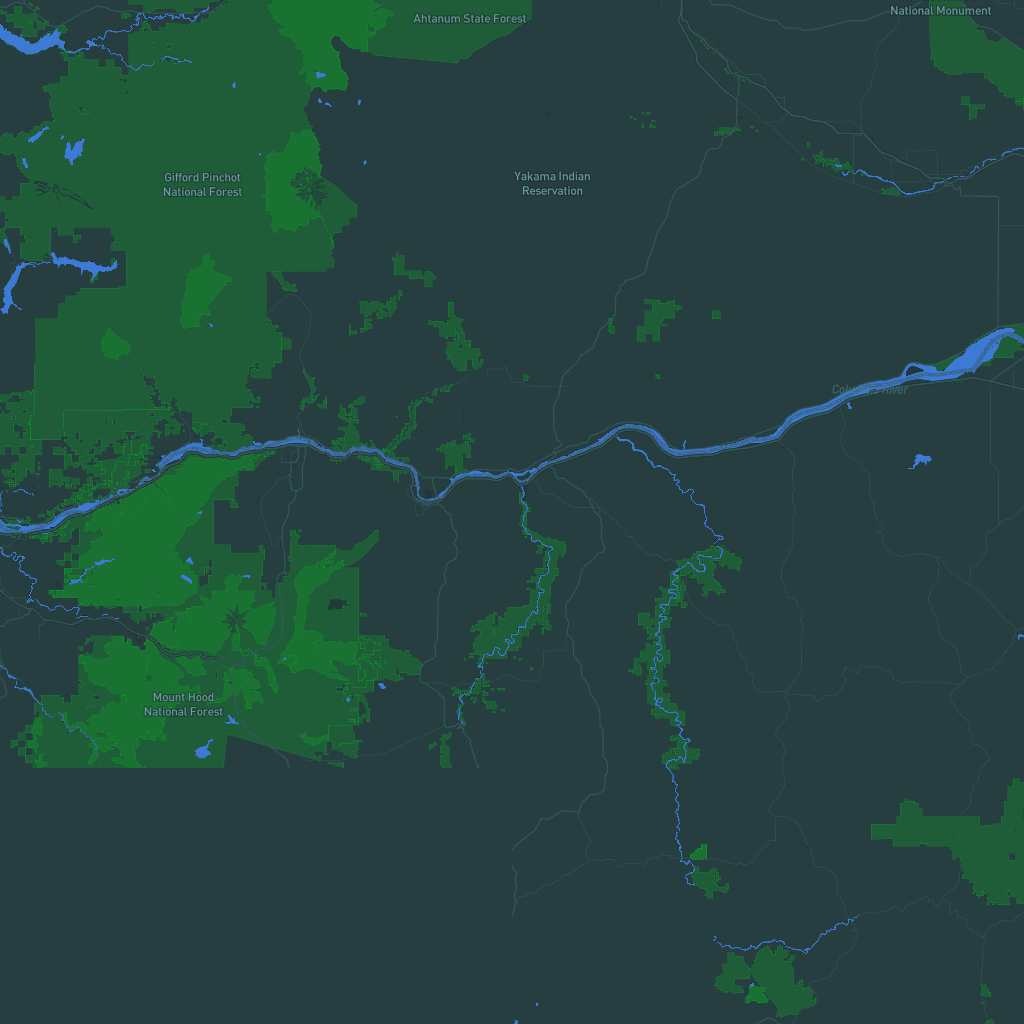 National Monument
Ahtanum State Forest
Gifford Pinchot
National Forest
Yakama Indian
Reservation
Columbia River
Mount Hood
National Forest